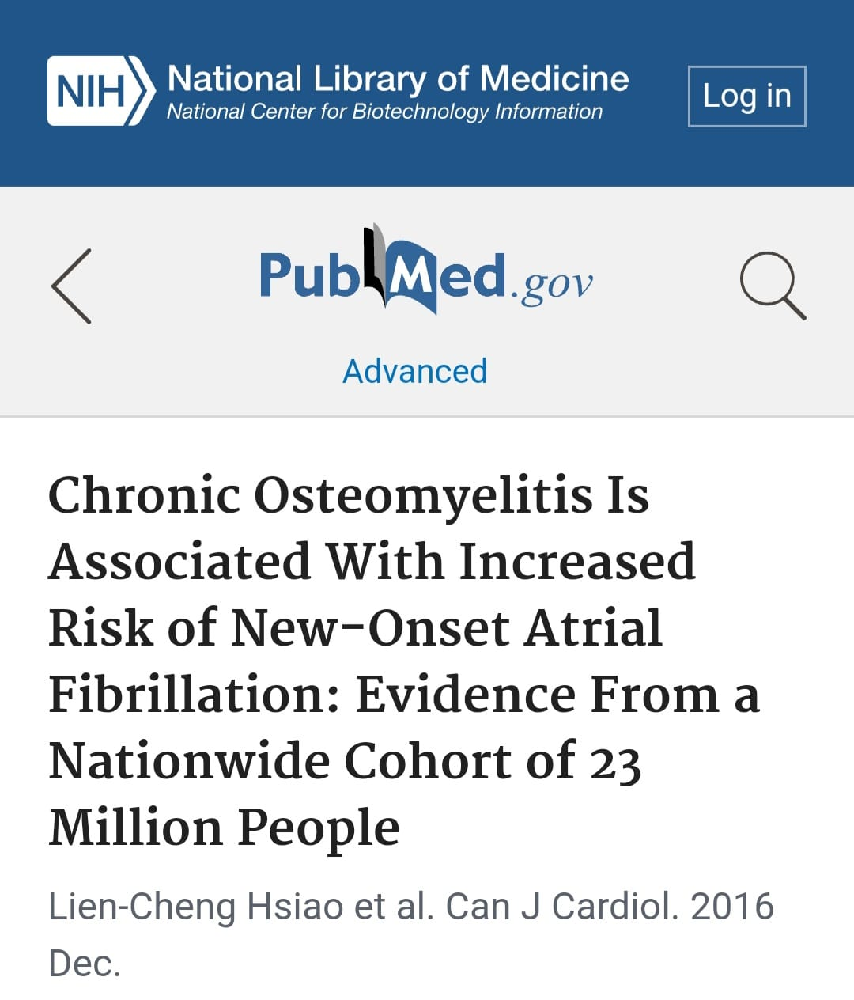 NIH National Library of Medicine
National Center for Biotechnology Information
Log in
PubMed.gov
Advanced
Chronic Osteomyelitis Is
Associated With Increased
Risk of New-Onset Atrial
Fibrillation: Evidence From a
Nationwide Cohort of 23
Million People
Lien-Cheng Hsiao et al. Can J Cardiol. 2016
Dec.